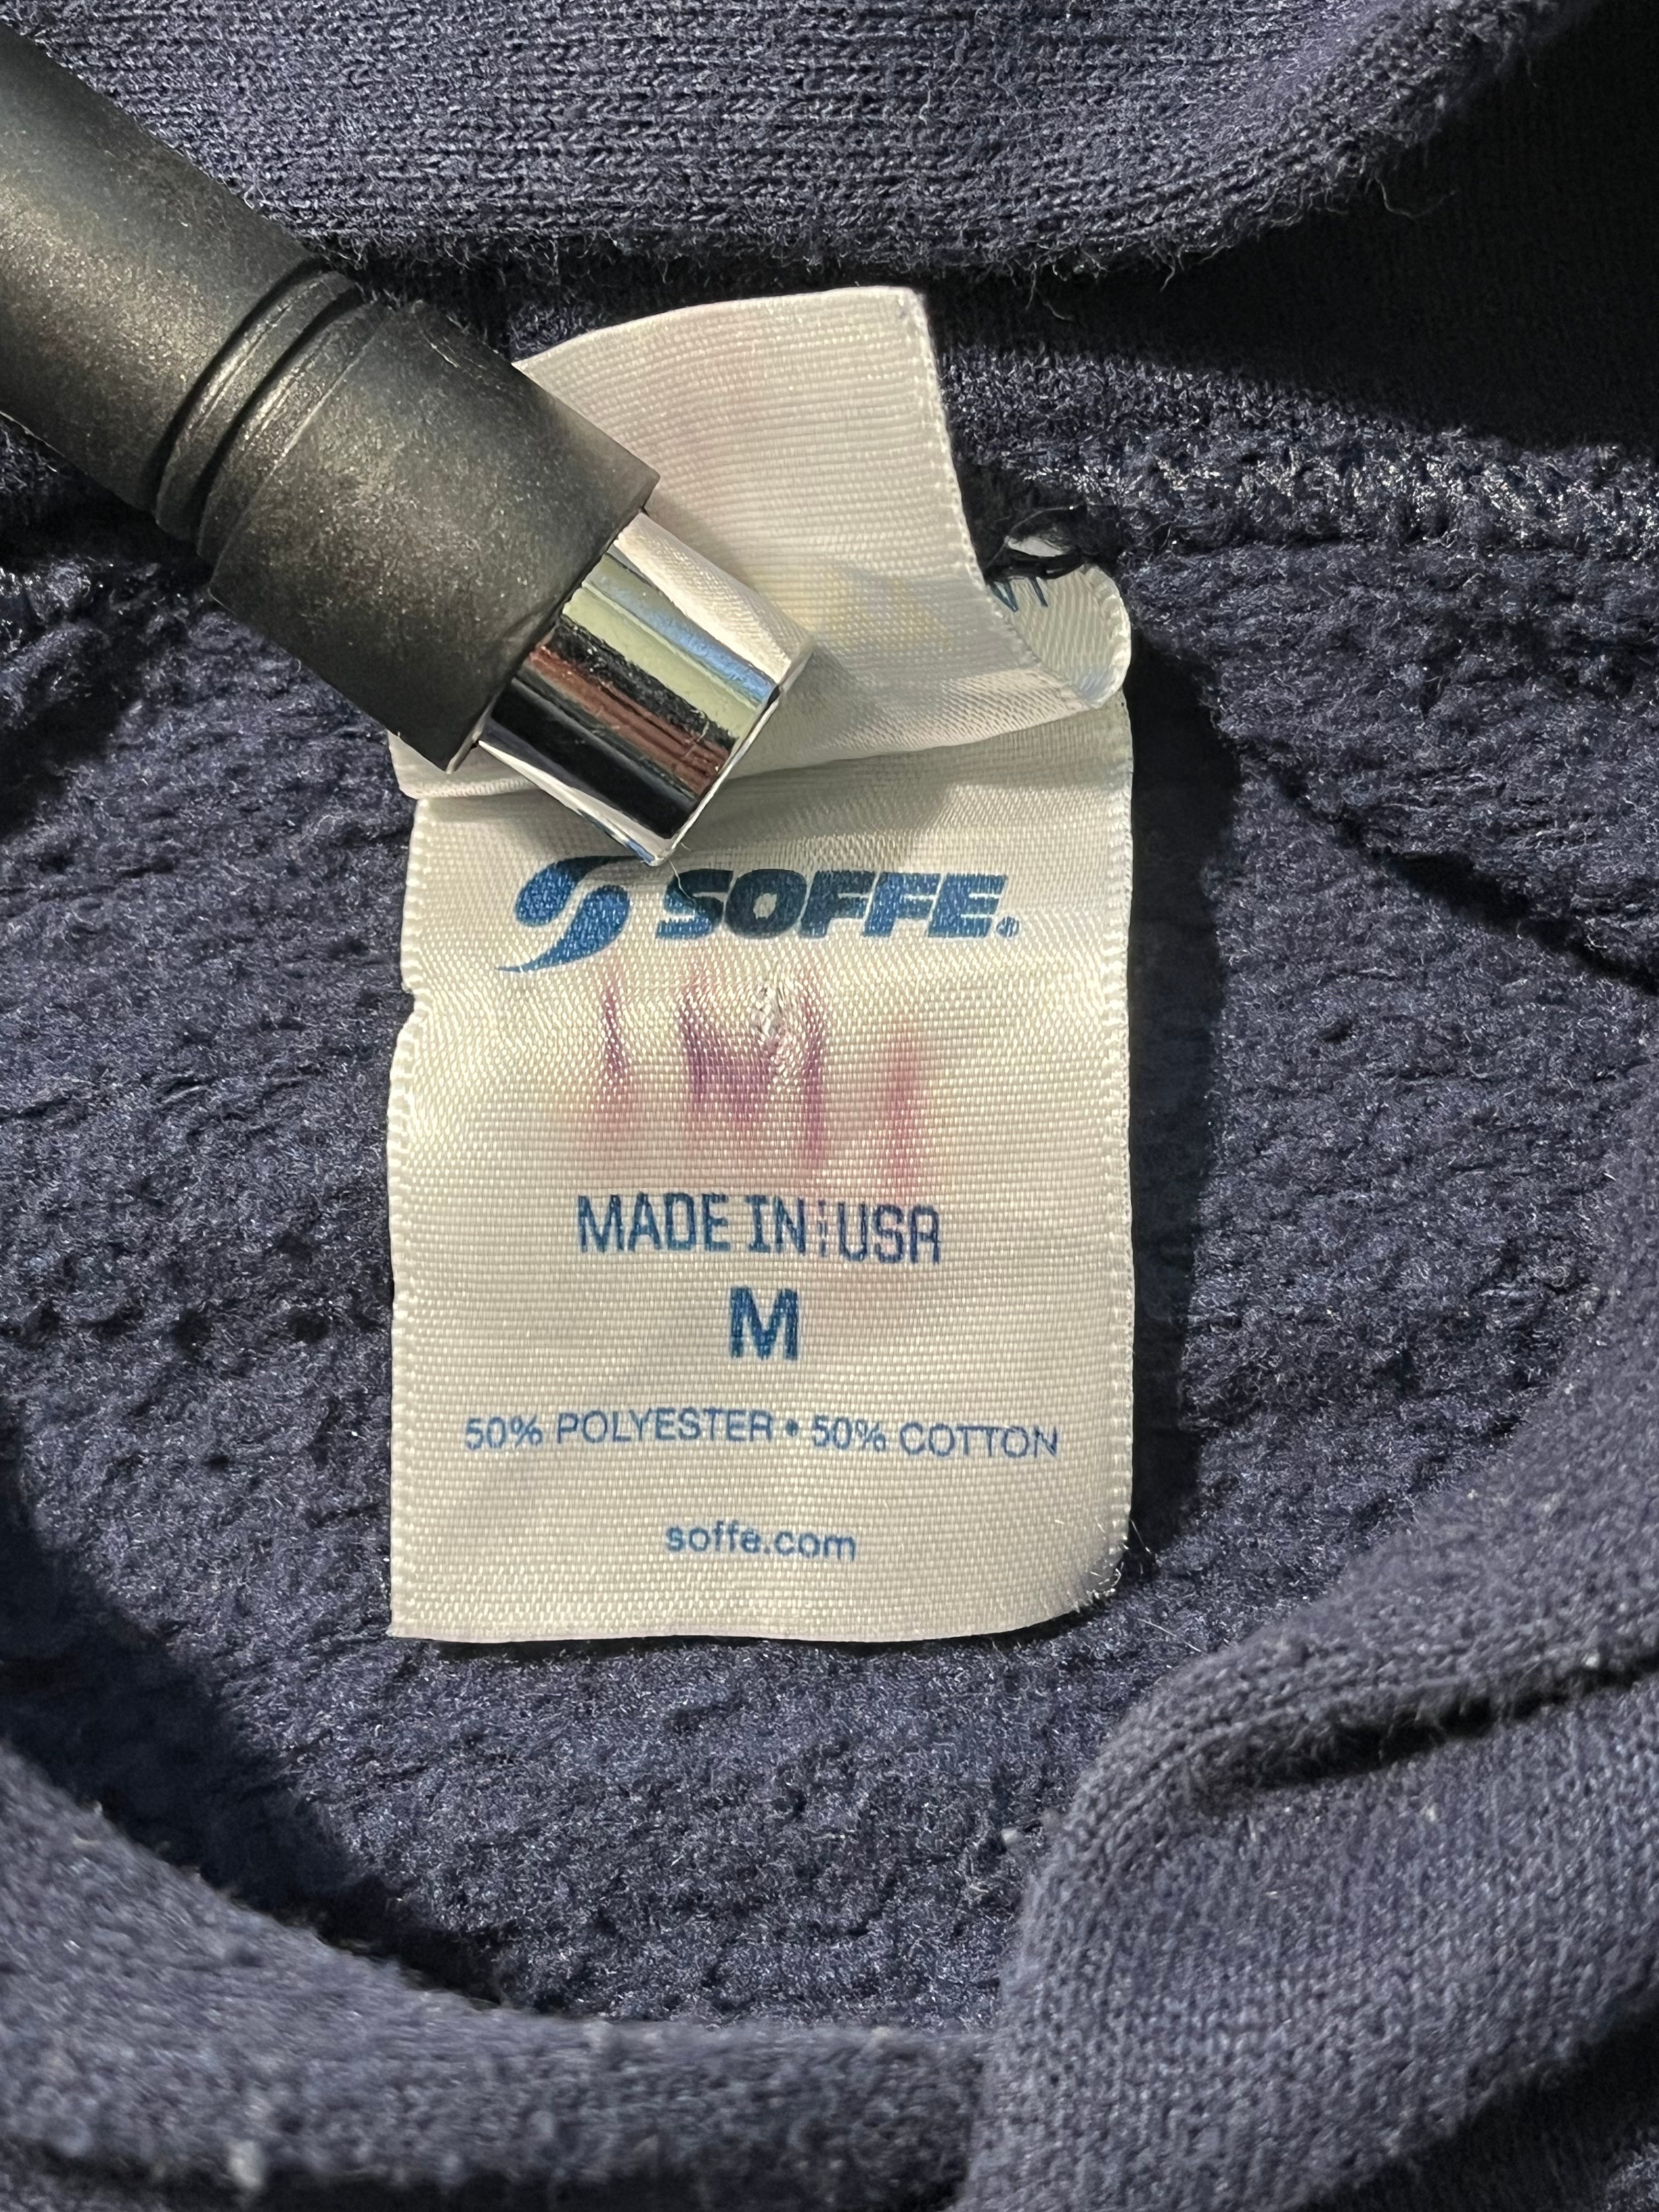 SOFFE®
MADE IN USA
M
50% POLYESTER • 50% COTTON
soffe.com